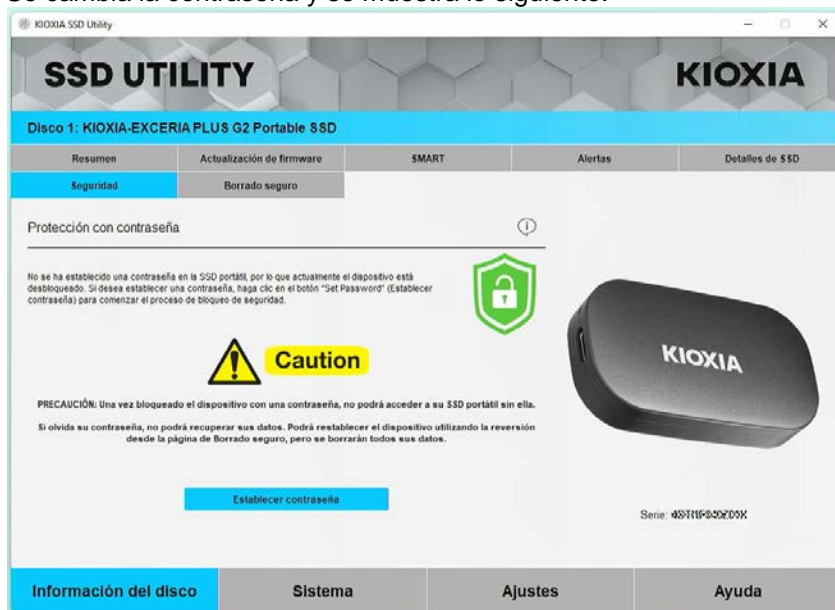 Se cambia la contraseña y se muestra lo siguiente.
KIOXIA SSD Utility
SSD UTILITY
KIOXIA
Disco 1: KIOXIA-EXCERIA PLUS G2 Portable SSD
Resumen
Actualización de firmware
SMART
Alertas
Detalles de SSD
Seguridad
Borrado seguro
Protección con contraseña
No se ha establecido una contraseña en la SSD portátil, por lo que actualmente el dispositivo está
desbloqueado. Si desea establecer una contraseña, haga clic en el botón "Set Password" (Establecer
contraseña) para comenzar el proceso de bloqueo de seguridad.
Caution
PRECAUCIÓN: Una vez bloqueado el dispositivo con una contraseña, no podrá acceder a su SSD portátil sin ella.
Si olvida su contraseña, no podrá recuperar sus datos. Podrá restablecer el dispositivo utilizando la reversión
desde la página de Borrado seguro, pero se borrarán todos sus datos.
Establecer contraseña
KIOXIA
Serie:
Información del disco
Sistema
Ajustes
Ayuda